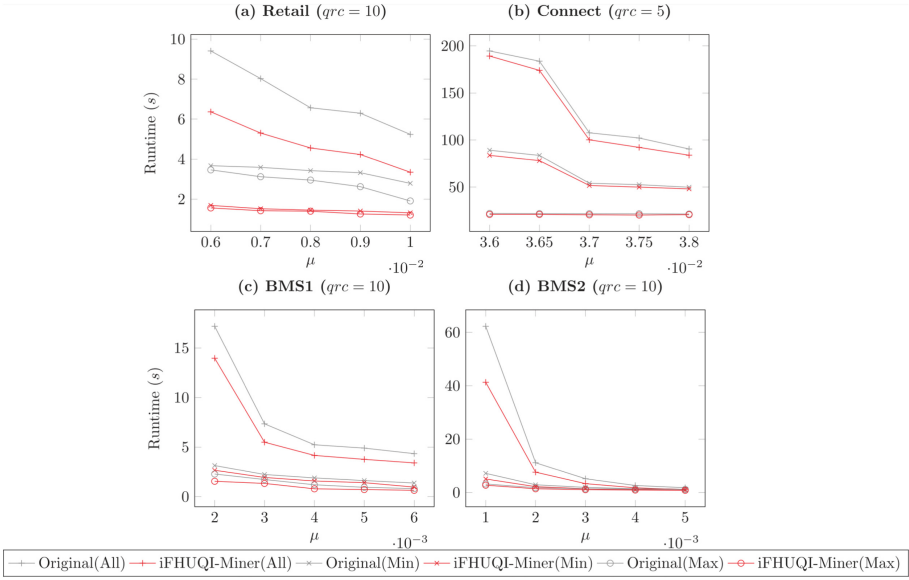 (a) Retail (qrc = 10)
(b) Connect (qrc = 5)
10
8
6
4
2
Runtime (s)
0.6 0.7 0.8 0.9 1
μ
·10−2
200
150
100
50
3.6 3.65 3.7 3.75 3.8
μ
·10−2
(c) BMS1 (qrc = 10)
(d) BMS2 (qrc = 10)
15
10
5
0
Runtime (s)
2 3 4 5 6
μ
·10−3
60
40
20
0
1 2 3 4 5
μ
·10−3
Original(All) iFHUQI-Miner(All) Original(Min) iFHUQI-Miner(Min) Original(Max) iFHUQI-Miner(Max)